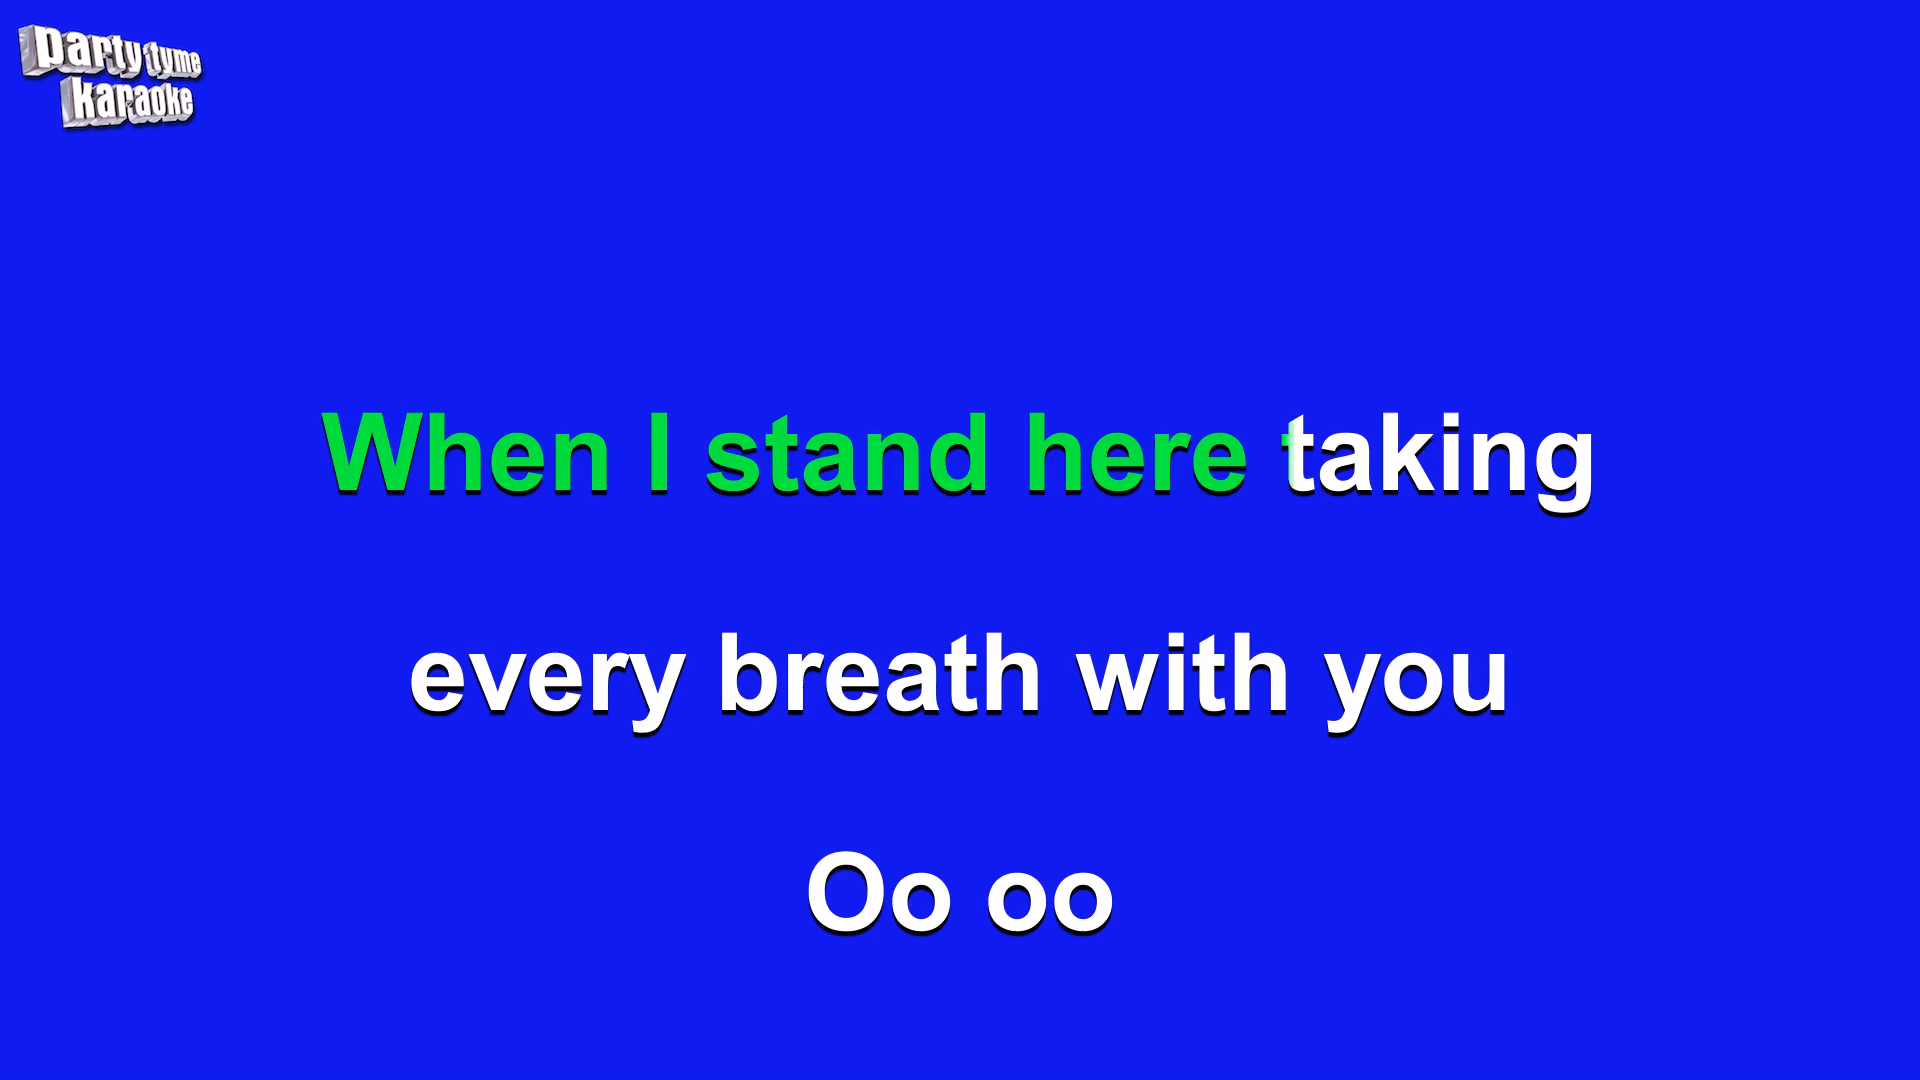 party tyme
karaoke
When I stand here taking
every breath with you
Oo oo